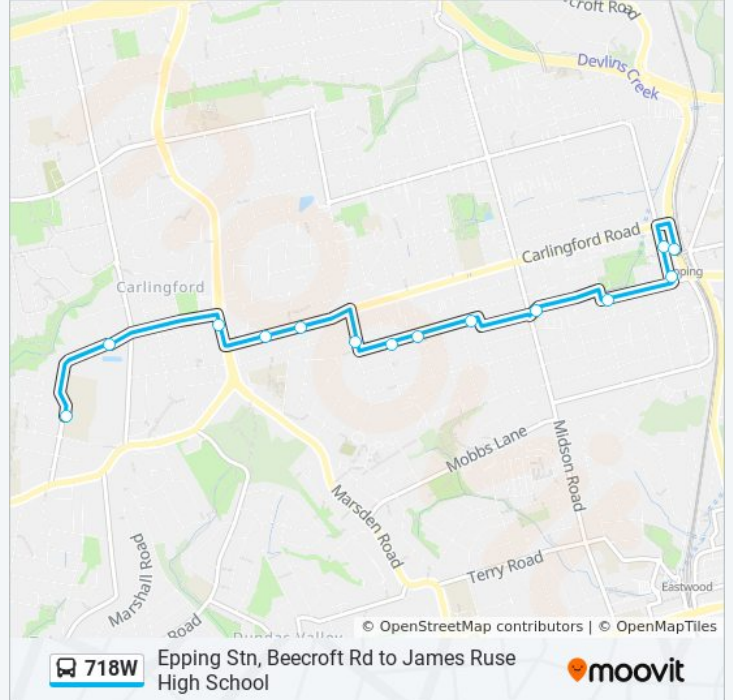 croft Road
Devlins Creek
Carlingford Road
Carlingford
pping
Mobbs Lane
Midson Road
Marsden Road
Terry Road
Marshall Road
Eastwood
Road
Dundas Valley
© OpenStreetMap contributors | © OpenMapTiles
718W
Epping Stn, Beecroft Rd to James Ruse
High School
moovit